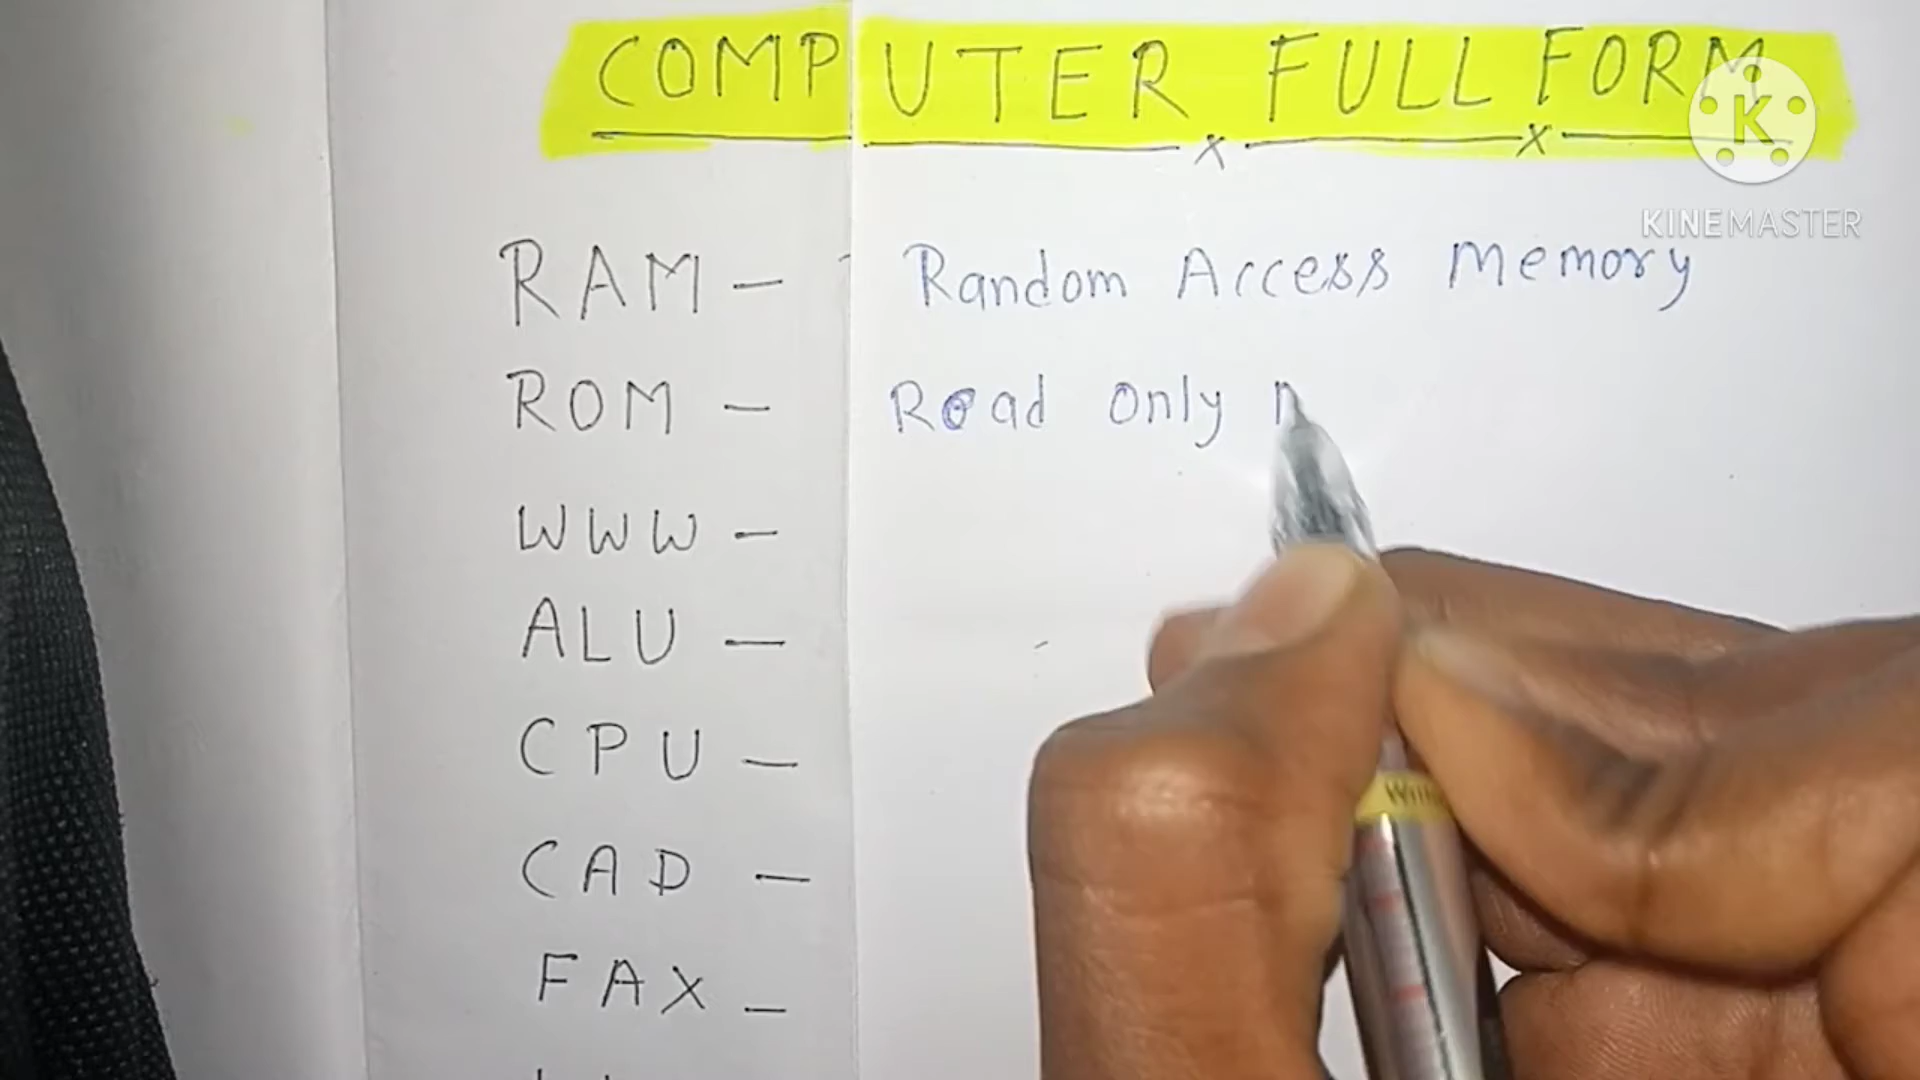 COMPUTER FULL FORM
K
KINEMASTER
RAM - Random Access Memory
ROM - Read only
WWW -
ALU -
CPU -
CAD -
FAX -